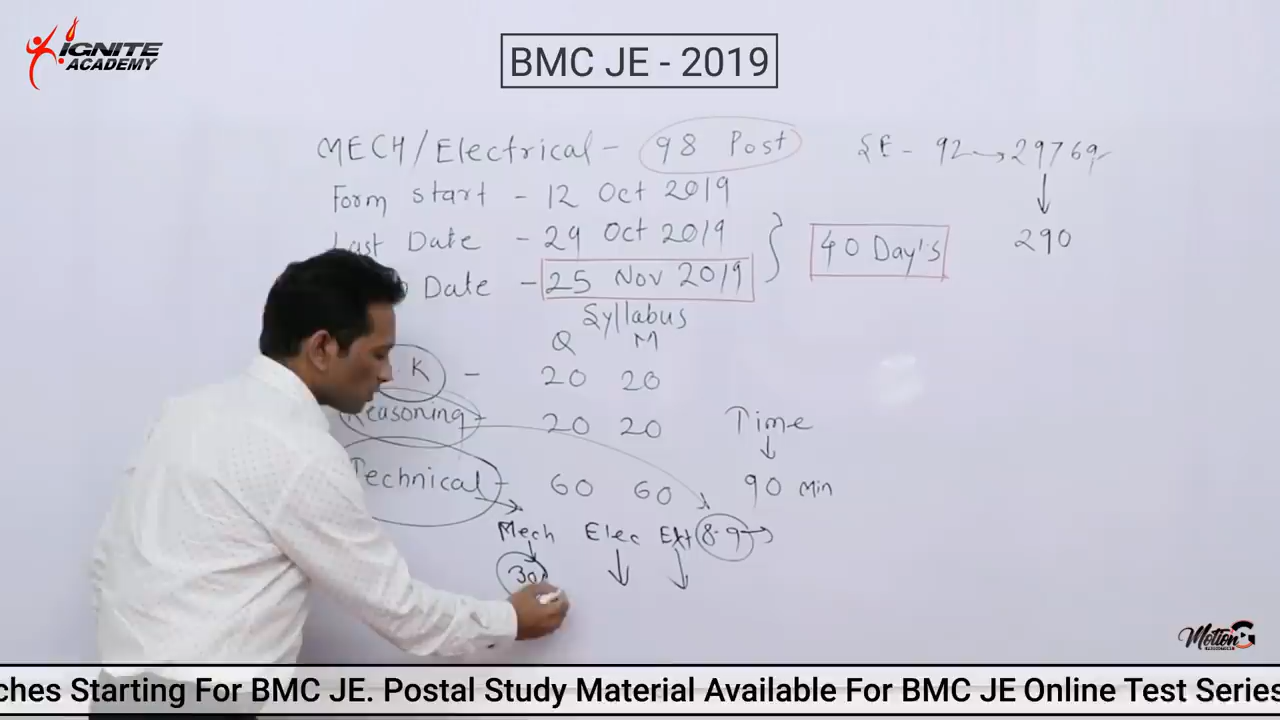 IGNITE
ACADEMY
BMC JE - 2019
MECH/Electrical - 98 Post
SE - 92 → 29769
↓
290
Form start - 12 Oct 2019
Last Date - 29 Oct 2019
Date - 25 Nov 2019
40 Day's
Syllabus
Q M
K - 20 20
Reasoning - 20 20
Time
↓
90 Min
Technical - 60 60
Mech Elec Ext 8-9 →
30
Motion
ches Starting For BMC JE. Postal Study Material Available For BMC JE Online Test Series